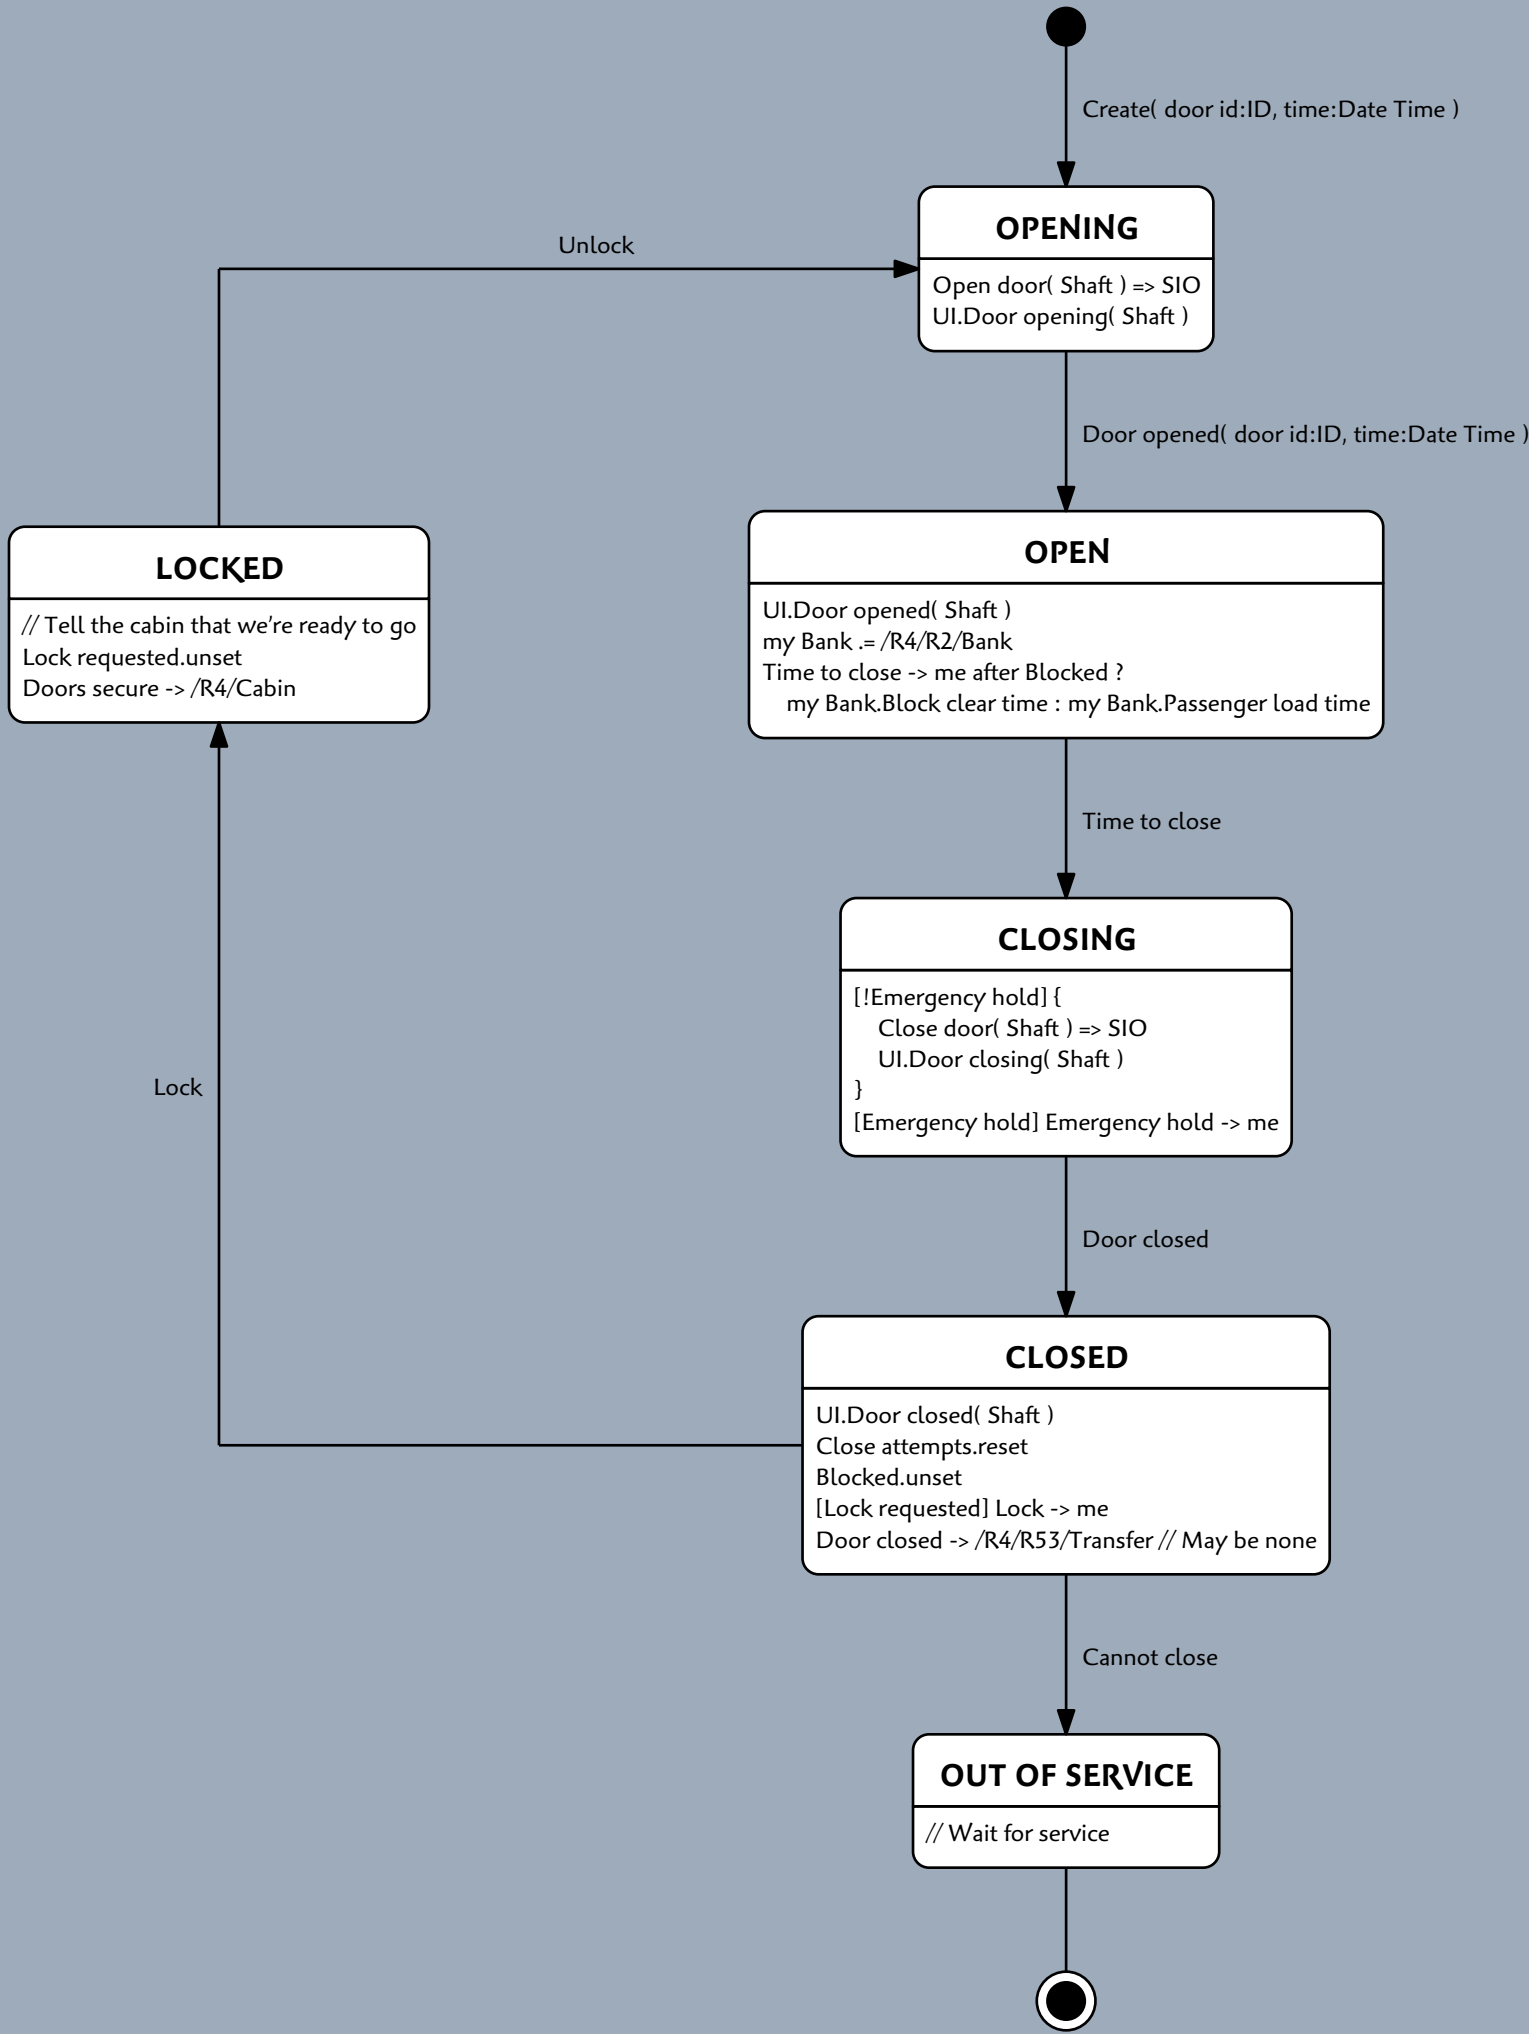 Create( door id:ID, time:Date Time )
OPENING
Open door( Shaft ) => SIO
UI.Door opening( Shaft )
Unlock
Door opened( door id:ID, time:Date Time )
OPEN
UI.Door opened( Shaft )
my Bank .= /R4/R2/Bank
Time to close -> me after Blocked ?
my Bank.Block clear time : my Bank.Passenger load time
LOCKED
// Tell the cabin that we’re ready to go
Lock requested.unset
Doors secure -> /R4/Cabin
Time to close
CLOSING
[!Emergency hold] {
Close door( Shaft ) => SIO
UI.Door closing( Shaft )
}
[Emergency hold] Emergency hold -> me
Lock
Door closed
CLOSED
UI.Door closed( Shaft )
Close attempts.reset
Blocked.unset
[Lock requested] Lock -> me
Door closed -> /R4/R53/Transfer // May be none
Cannot close
OUT OF SERVICE
// Wait for service